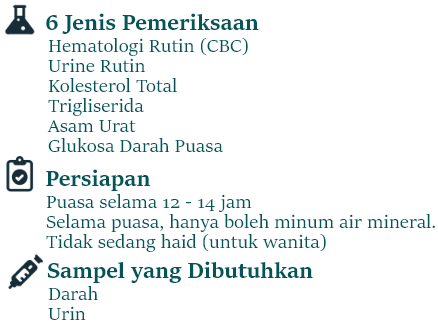 6 Jenis Pemeriksaan
Hematologi Rutin (CBC)
Urine Rutin
Kolesterol Total
Trigliserida
Asam Urat
Glukosa Darah Puasa
Persiapan
Puasa selama 12 - 14 jam
Selama puasa, hanya boleh minum air mineral.
Tidak sedang haid (untuk wanita)
Sampel yang Dibutuhkan
Darah
Urin